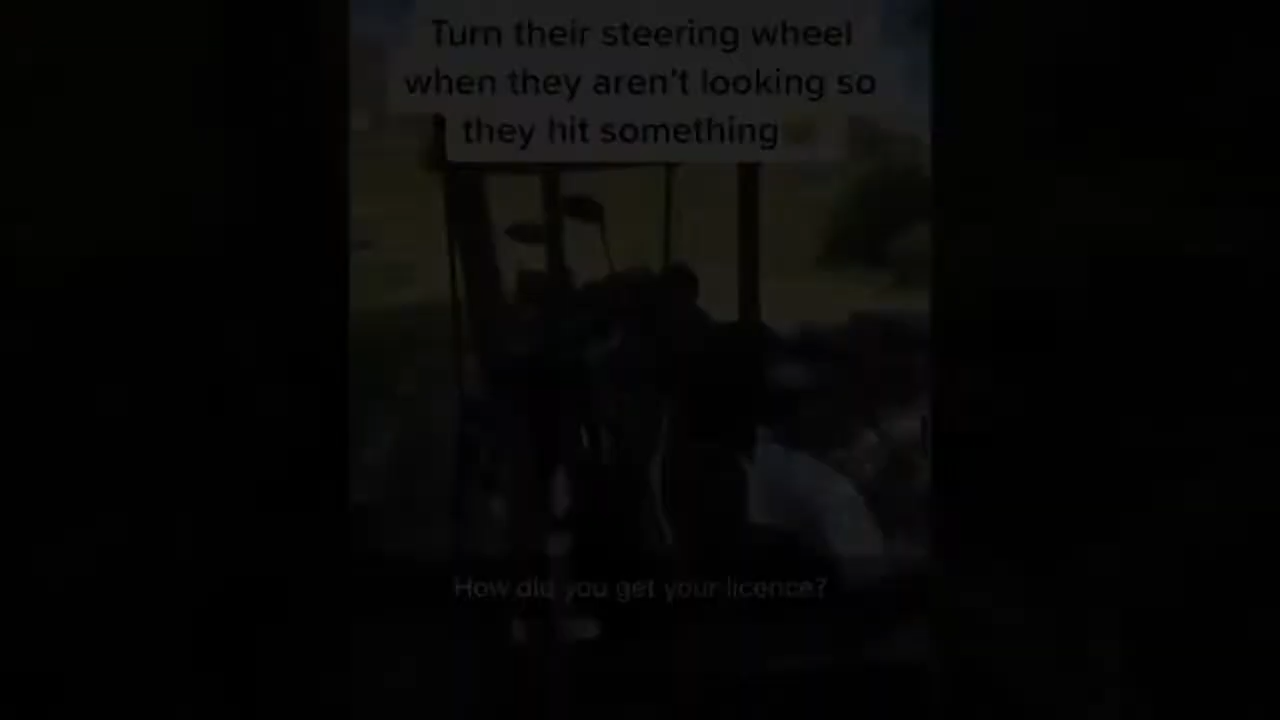 Turn their steering wheel
when they aren't looking so
they hit something
How did you get your licence?